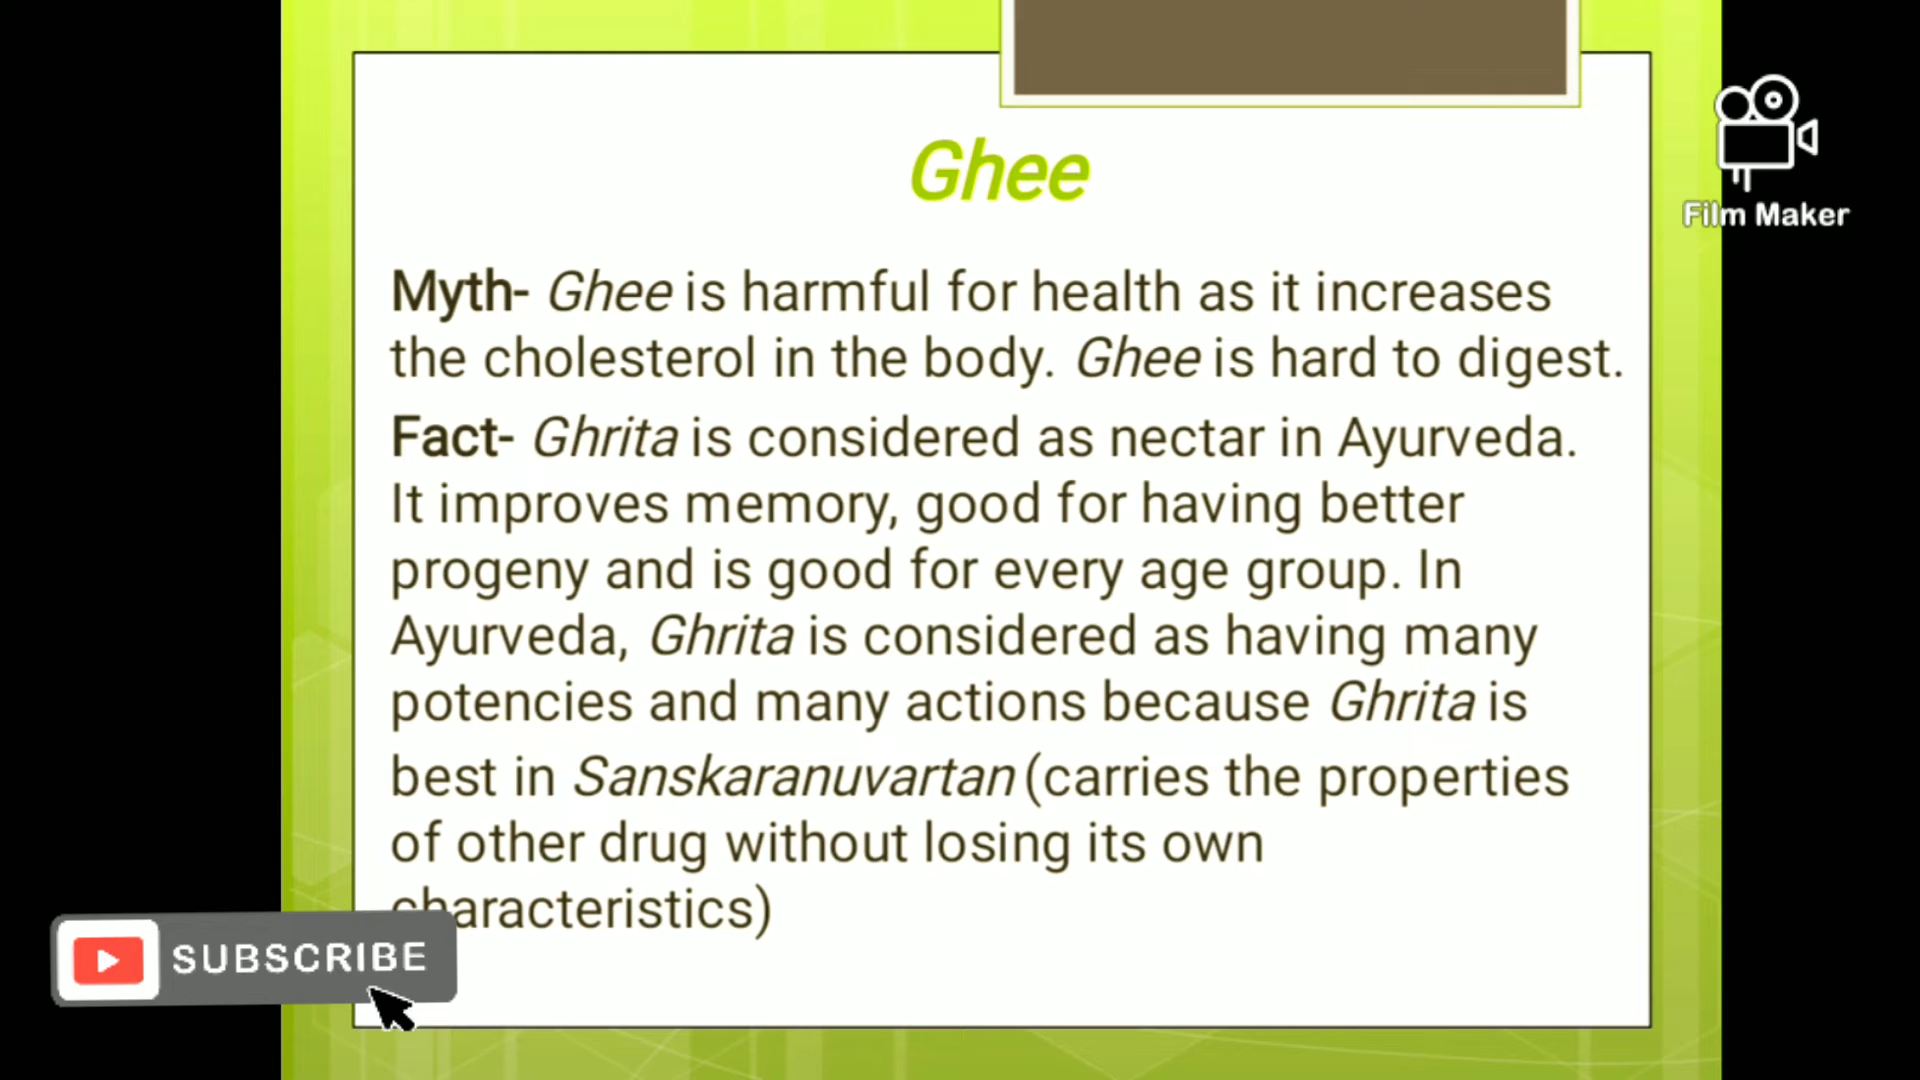 Ghee
Film Maker
Myth- Ghee is harmful for health as it increases
the cholesterol in the body. Ghee is hard to digest.
Fact- Ghrita is considered as nectar in Ayurveda.
It improves memory, good for having better
progeny and is good for every age group. In
Ayurveda, Ghrita is considered as having many
potencies and many actions because Ghrita is
best in Sanskaranuvartan (carries the properties
of other drug without losing its own
characteristics)
SUBSCRIBE